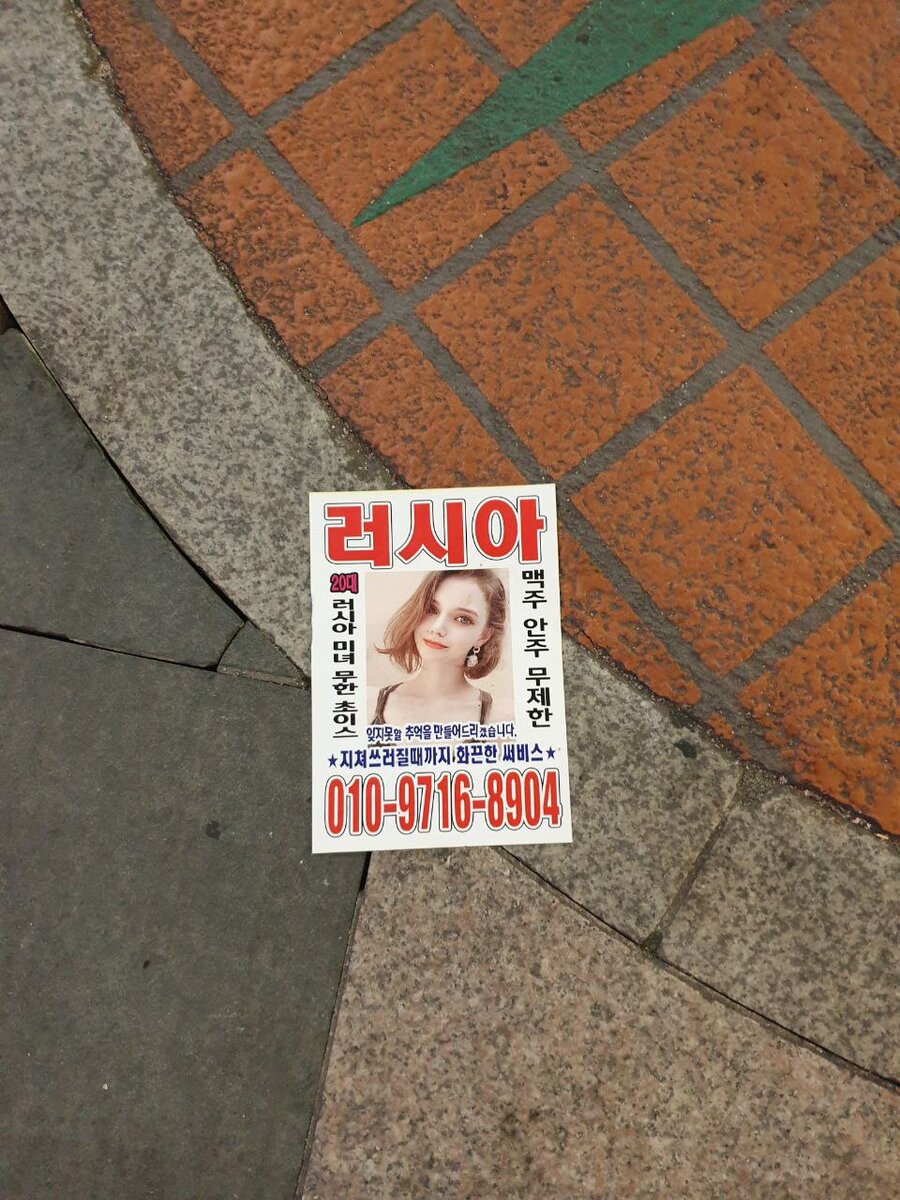 러시아
20대
러시아 미녀 무한 초이스
맥주 안주 무제한
잊지못할 추억을 만들어드리겠습니다.
★지쳐쓰러질때까지 화끈한 써비스★
010-9716-8904